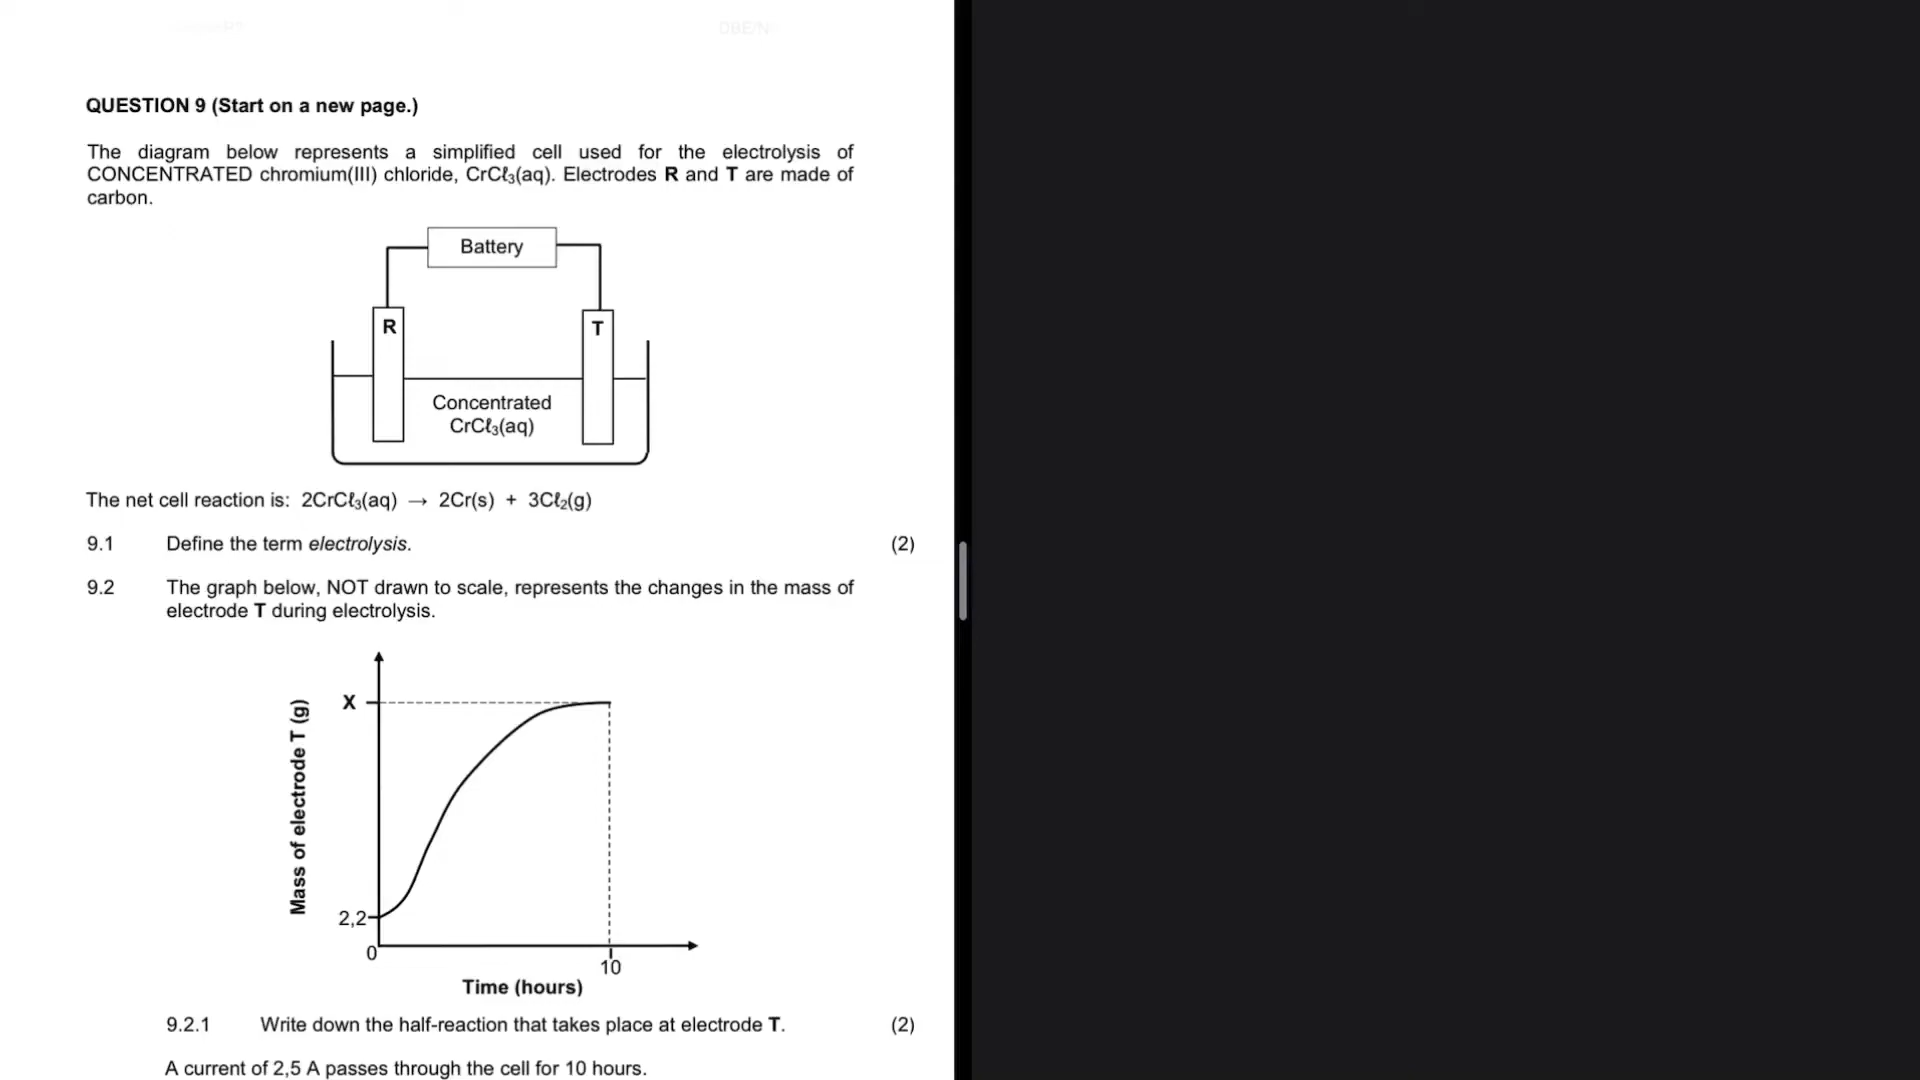 DBE/N
QUESTION 9 (Start on a new page.)
The diagram below represents a simplified cell used for the electrolysis of
CONCENTRATED chromium(III) chloride, CrCℓ₃(aq). Electrodes R and T are made of
carbon.
Battery
R
T
Concentrated
CrCℓ₃(aq)
The net cell reaction is: 2CrCℓ₃(aq) → 2Cr(s) + 3Cℓ₂(g)
9.1 Define the term electrolysis. (2)
9.2 The graph below, NOT drawn to scale, represents the changes in the mass of
electrode T during electrolysis.
Mass of electrode T (g)
X
2,2
0
10
Time (hours)
9.2.1 Write down the half-reaction that takes place at electrode T. (2)
A current of 2,5 A passes through the cell for 10 hours.